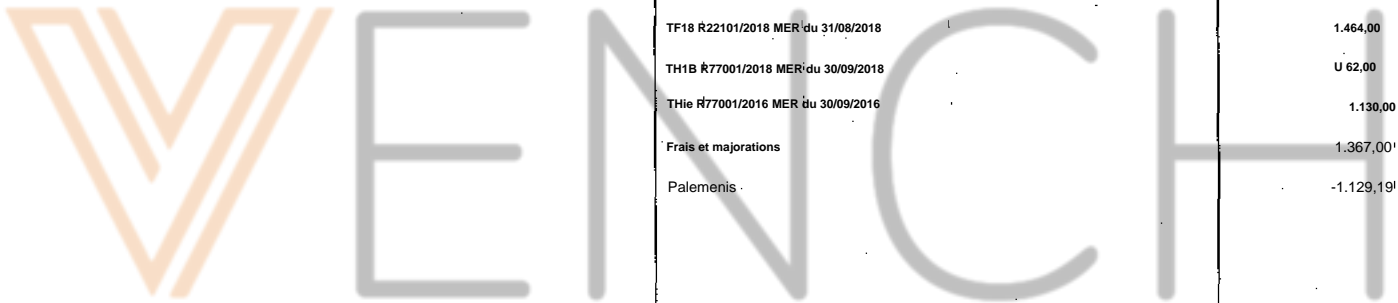 VENCH
TF18 R22101/2018 MER du 31/08/2018 1.464,00
TH1B R77001/2018 MER du 30/09/2018 U 62,00
THie R77001/2016 MER du 30/09/2016 1.130,00
Frais et majorations 1.367,00
Palemenis -1.129,19